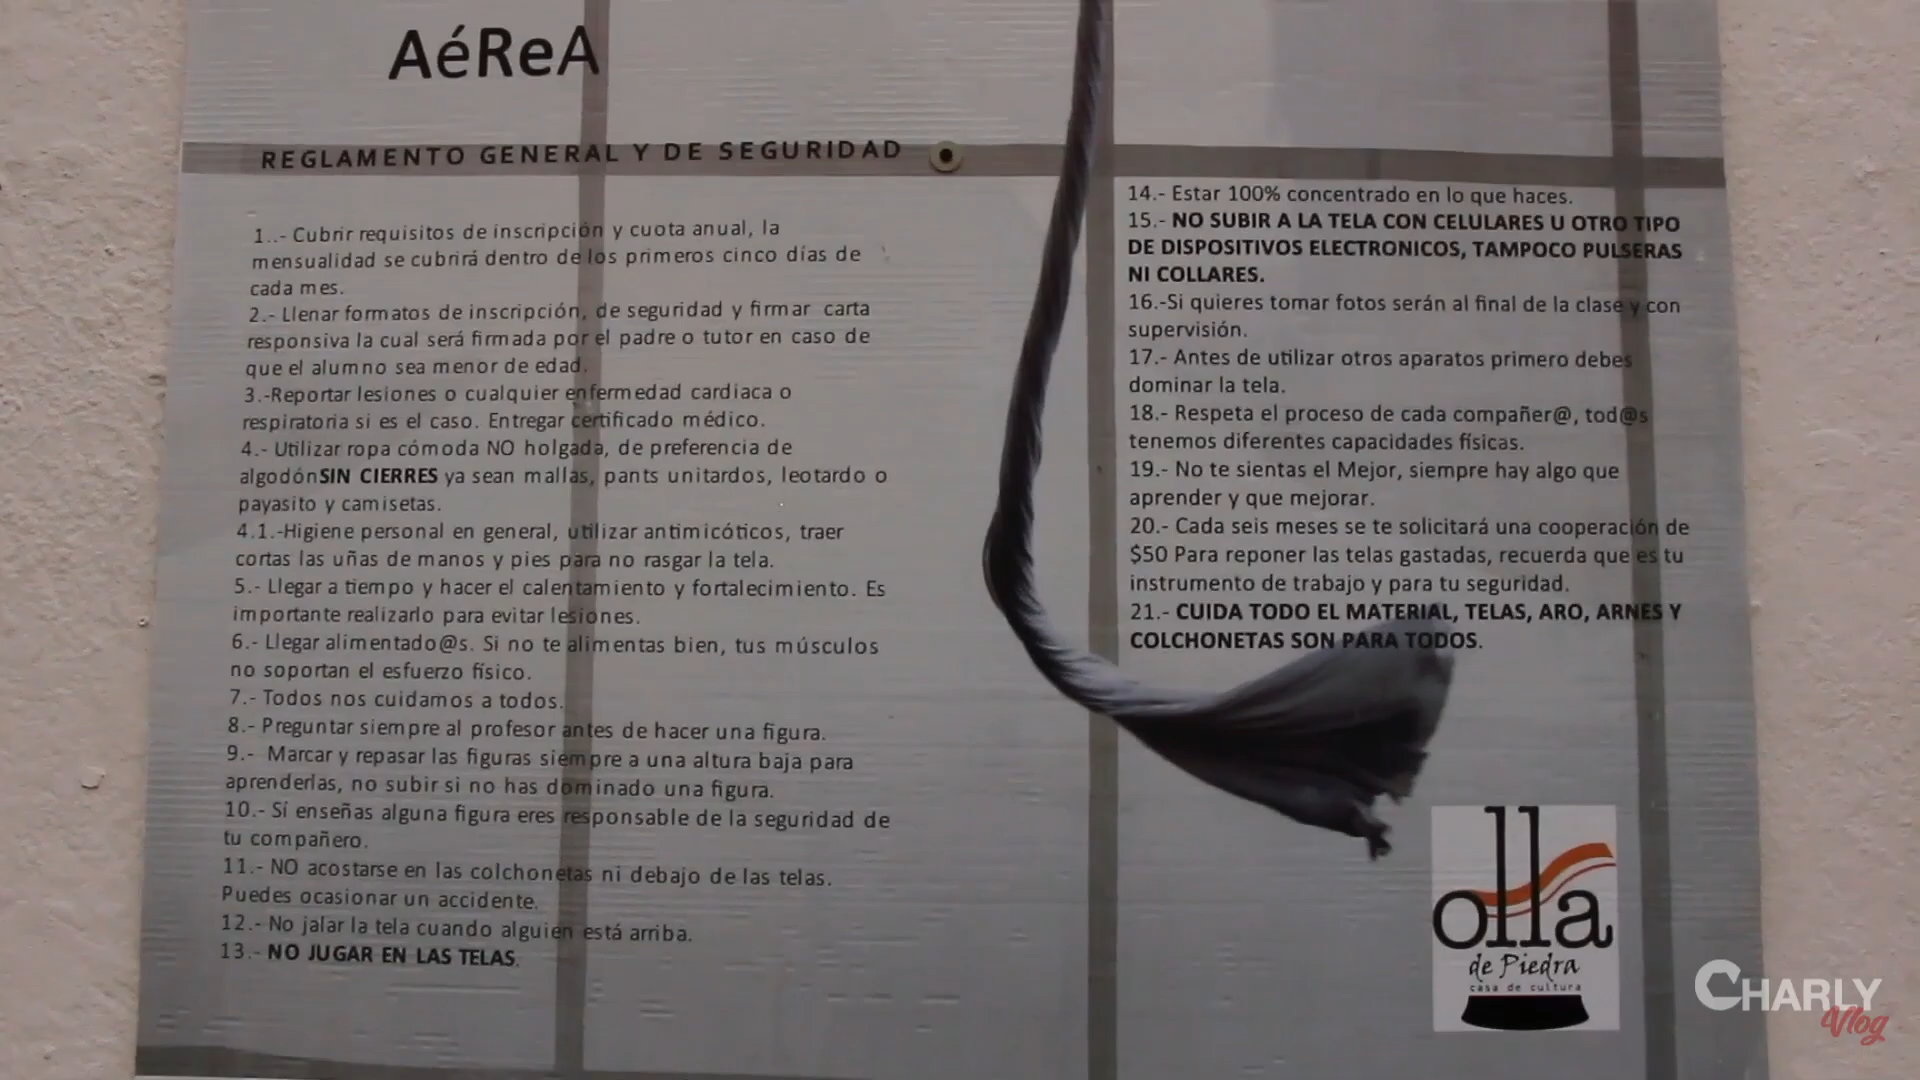 AéReA
REGLAMENTO GENERAL Y DE SEGURIDAD
1..- Cubrir requisitos de inscripción y cuota anual, la
mensualidad se cubrirá dentro de los primeros cinco días de
cada mes.
2.- Llenar formatos de inscripción, de seguridad y firmar carta
responsiva la cual será firmada por el padre o tutor en caso de
que el alumno sea menor de edad.
3.-Reportar lesiones o cualquier enfermedad cardiaca o
respiratoria si es el caso. Entregar certificado médico.
4.- Utilizar ropa cómoda NO holgada, de preferencia de
algodónSIN CIERRES ya sean mallas, pants unitardos, leotardo o
payasito y camisetas.
4.1.-Higiene personal en general, utilizar antimicóticos, traer
cortas las uñas de manos y pies para no rasgar la tela.
5.- Llegar a tiempo y hacer el calentamiento y fortalecimiento. Es
importante realizarlo para evitar lesiones.
6.- Llegar alimentado@s. Si no te alimentas bien, tus músculos
no soportan el esfuerzo físico.
7.- Todos nos cuidamos a todos.
8.- Preguntar siempre al profesor antes de hacer una figura.
9.- Marcar y repasar las figuras siempre a una altura baja para
aprenderlas, no subir si no has dominado una figura.
10.- Sí enseñas alguna figura eres responsable de la seguridad de
tu compañero.
11.- NO acostarse en las colchonetas ni debajo de las telas.
Puedes ocasionar un accidente.
12.- No jalar la tela cuando alguien está arriba.
13.- NO JUGAR EN LAS TELAS.
14.- Estar 100% concentrado en lo que haces.
15.- NO SUBIR A LA TELA CON CELULARES U OTRO TIPO
DE DISPOSITIVOS ELECTRONICOS, TAMPOCO PULSERAS
NI COLLARES.
16.-Si quieres tomar fotos serán al final de la clase y con
supervisión.
17.- Antes de utilizar otros aparatos primero debes
dominar la tela.
18.- Respeta el proceso de cada compañer@, tod@s
tenemos diferentes capacidades físicas.
19.- No te sientas el Mejor, siempre hay algo que
aprender y que mejorar.
20.- Cada seis meses se te solicitará una cooperación de
$50 Para reponer las telas gastadas, recuerda que es tu
instrumento de trabajo y para tu seguridad.
21.- CUIDA TODO EL MATERIAL, TELAS, ARO, ARNES Y
COLCHONETAS SON PARA TODOS.
olla
de Piedra
casa de cultura
CHARLY
Vlog